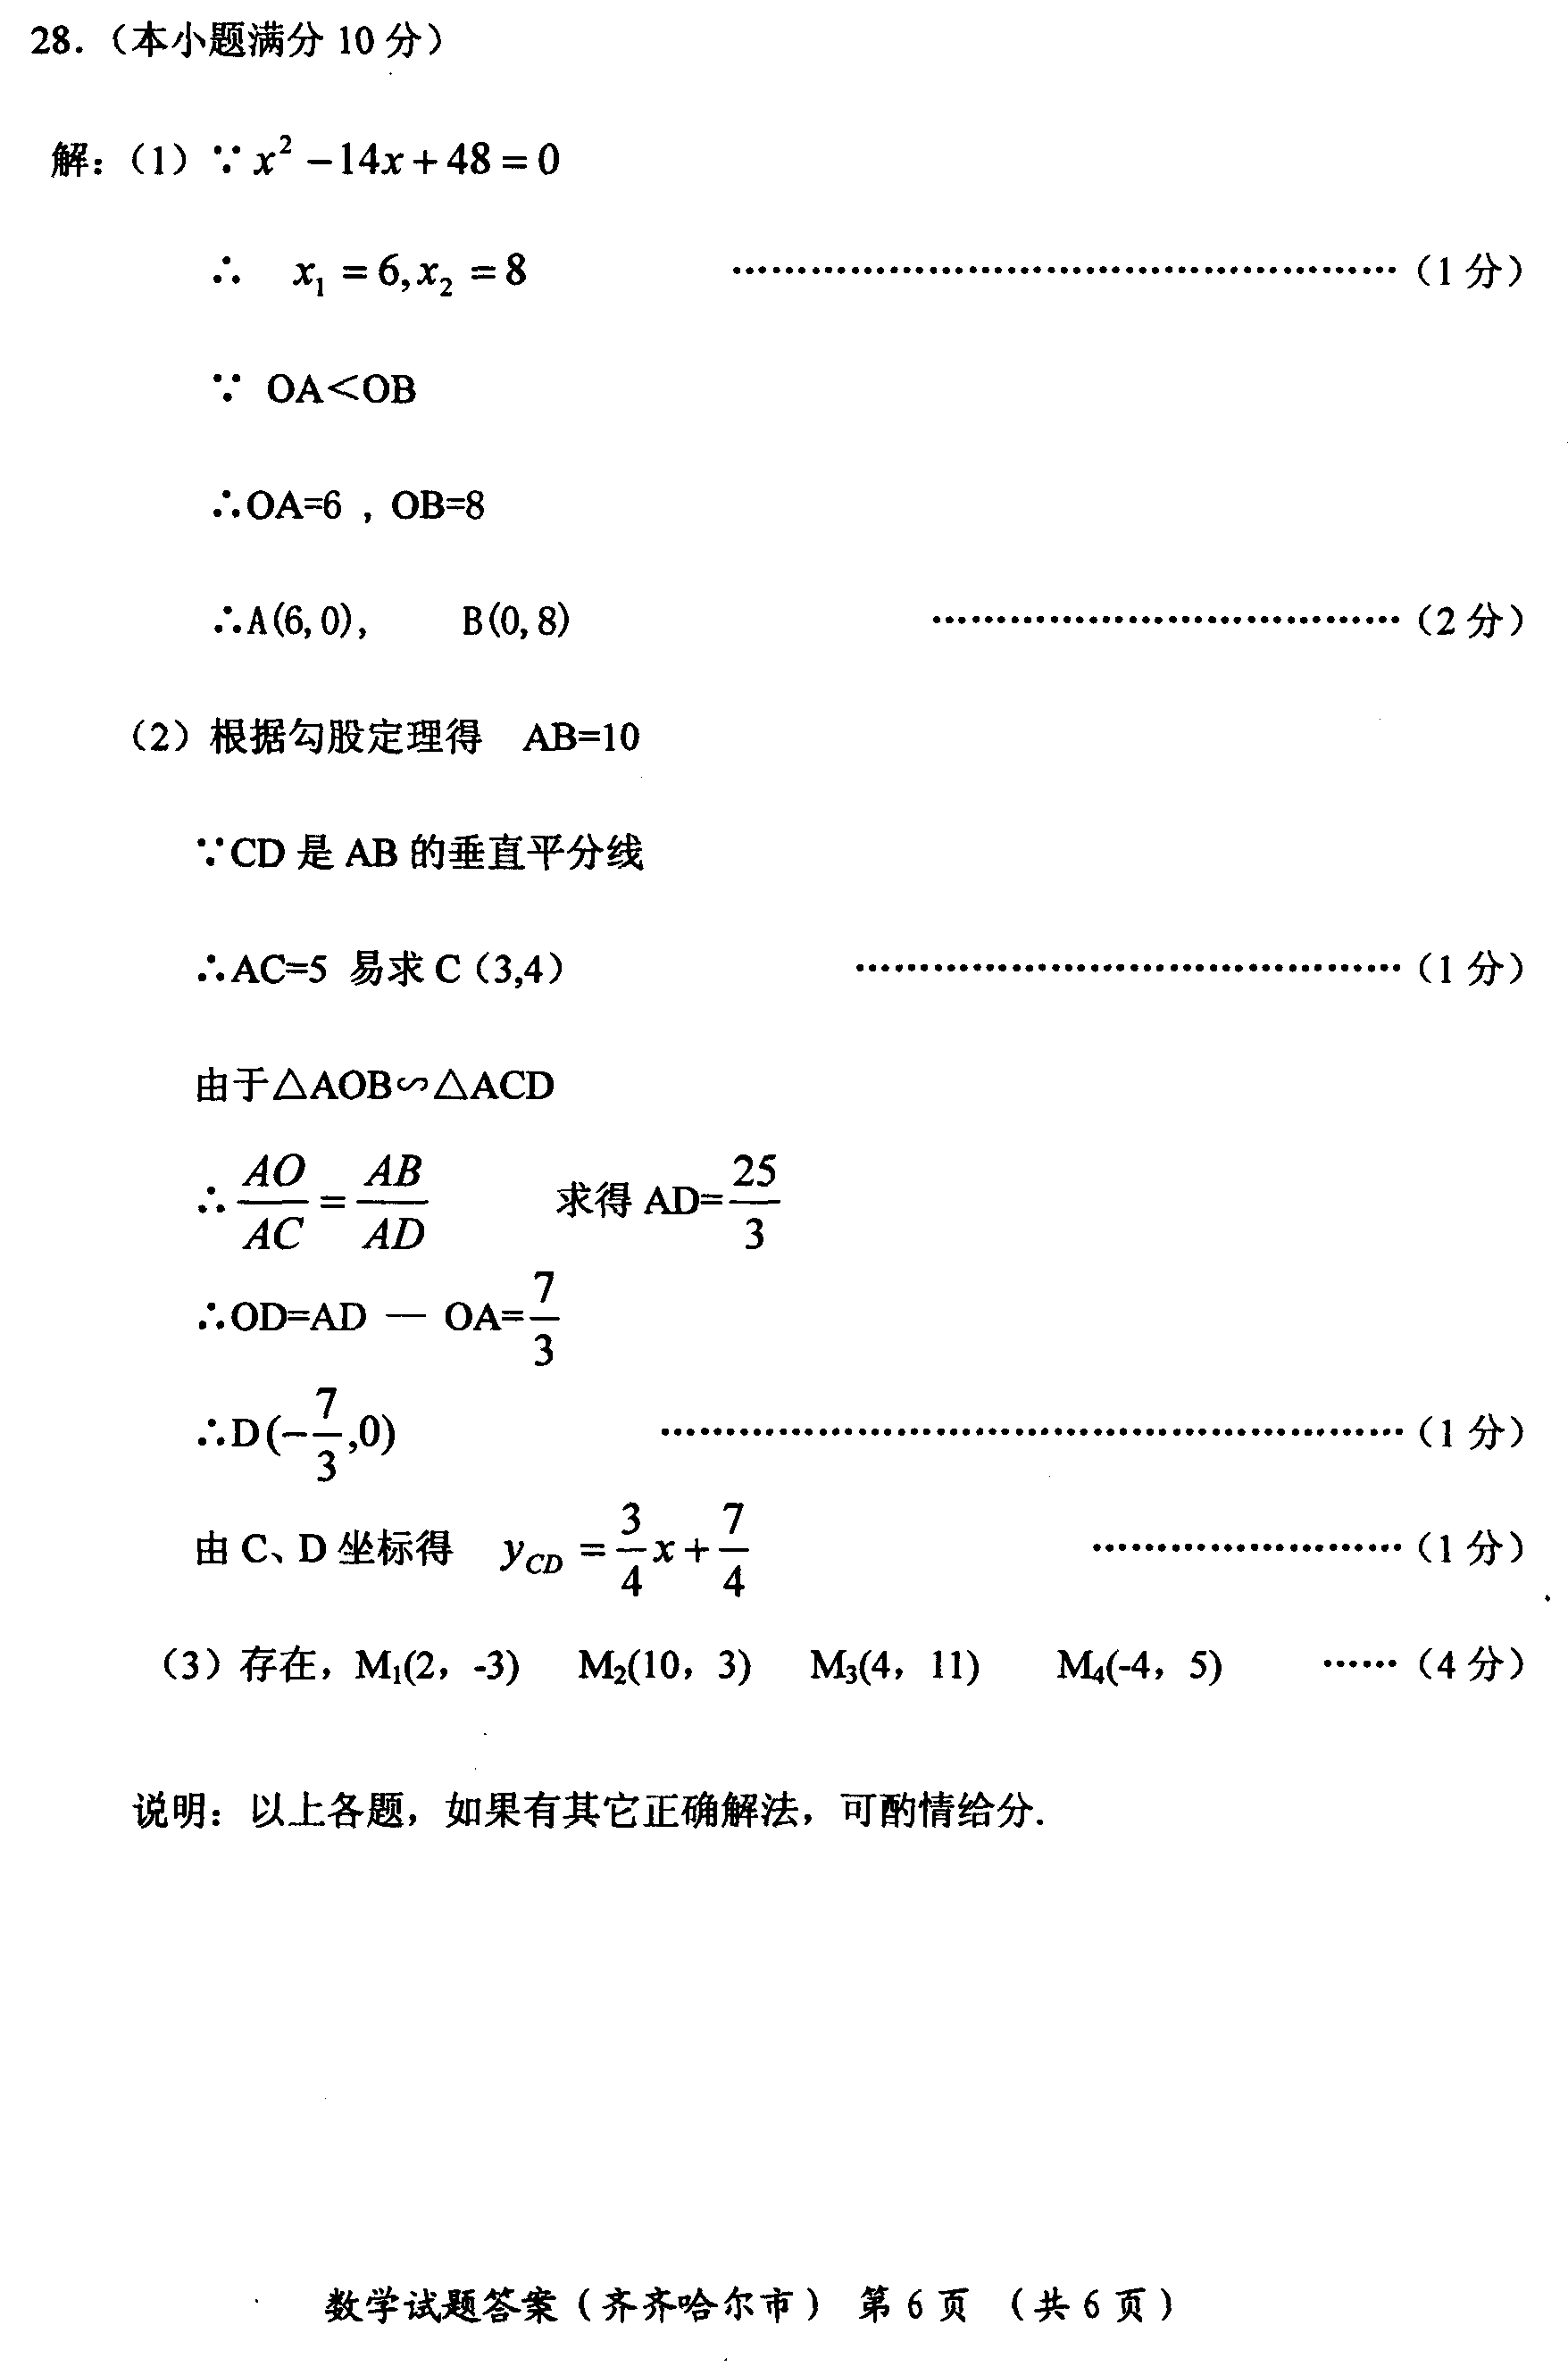 28.（本小题满分 10 分）
解：（1）∵ x² −14x + 48 = 0
∴ x₁ = 6, x₂ = 8 ……………………………………………（1 分）
∵ OA＜OB
∴OA=6 , OB=8
∴A(6,0), B(0,8) ………………………………（2 分）
（2）根据勾股定理得 AB=10
∵CD 是 AB 的垂直平分线
∴AC=5 易求 C（3,4） ……………………………………（1 分）
由于△AOB∽△ACD
∴ AO/AC = AB/AD 求得 AD= 25/3
∴OD=AD — OA= 7/3
∴D(−7/3,0) …………………………………………………（1 分）
由 C、D 坐标得 y_CD = 3/4 x + 7/4 ……………………（1 分）
（3）存在，M₁(2，-3) M₂(10，3) M₃(4，11) M₄(-4，5) ……（4 分）
说明：以上各题，如果有其它正确解法，可酌情给分.
数学试题答案（齐齐哈尔市） 第 6 页 （共 6 页）